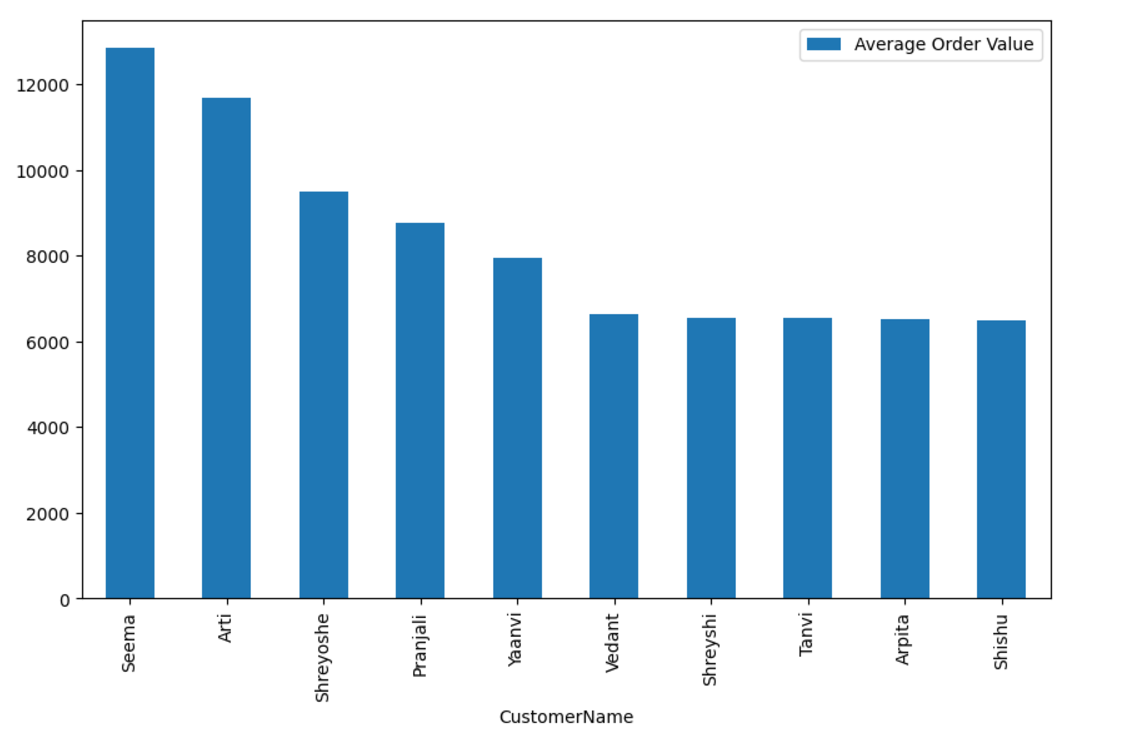 Average Order Value
12000
10000
8000
6000
4000
2000
0
Seema
Arti
Shreyoshe
Pranjali
Yaanvi
Vedant
Shreyshi
Tanvi
Arpita
Shishu
CustomerName